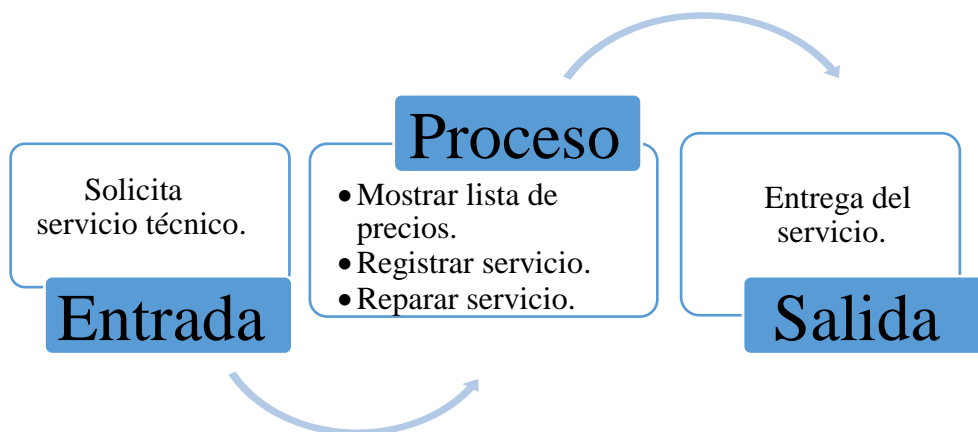 Solicita
servicio técnico.
Entrada
Proceso
•Mostrar lista de
precios.
•Registrar servicio.
•Reparar servicio.
Entrega del
servicio.
Salida